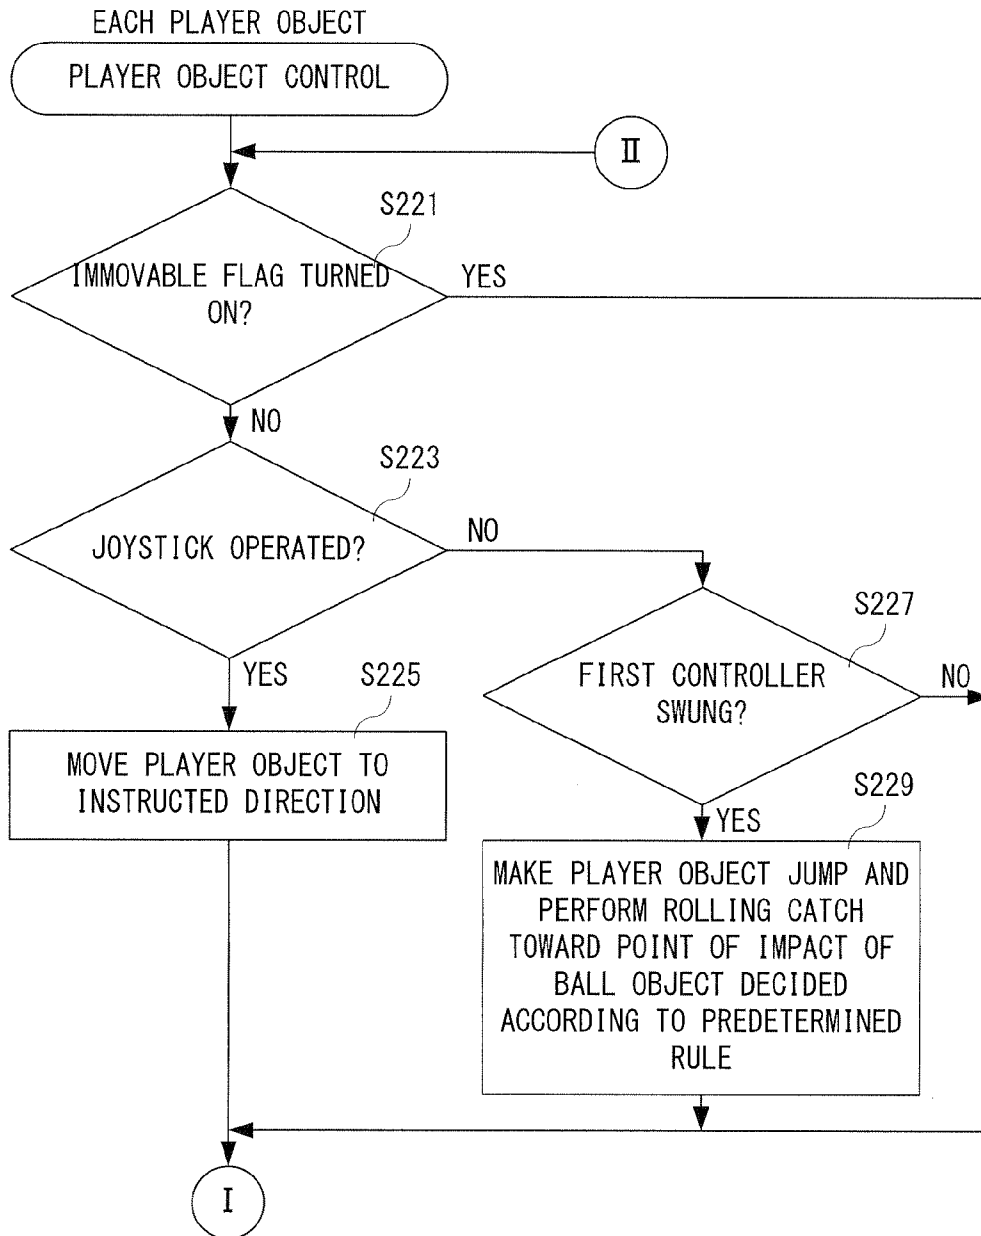 EACH PLAYER OBJECT
PLAYER OBJECT CONTROL
II
S221
IMMOVABLE FLAG TURNED
ON?
YES
NO
S223
JOYSTICK OPERATED?
NO
YES
S227
FIRST CONTROLLER
SWUNG?
NO
S225
MOVE PLAYER OBJECT TO
INSTRUCTED DIRECTION
YES
S229
MAKE PLAYER OBJECT JUMP AND
PERFORM ROLLING CATCH
TOWARD POINT OF IMPACT OF
BALL OBJECT DECIDED
ACCORDING TO PREDETERMINED
RULE
I